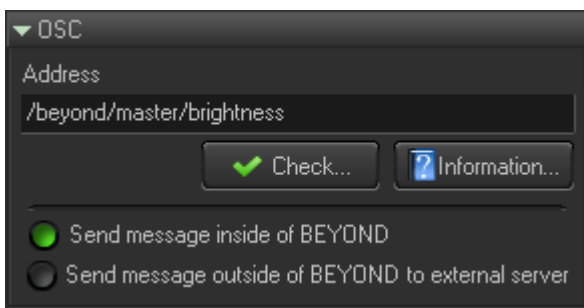 OSC
Address
/beyond/master/brightness
Check...
Information...
Send message inside of BEYOND
Send message outside of BEYOND to external server